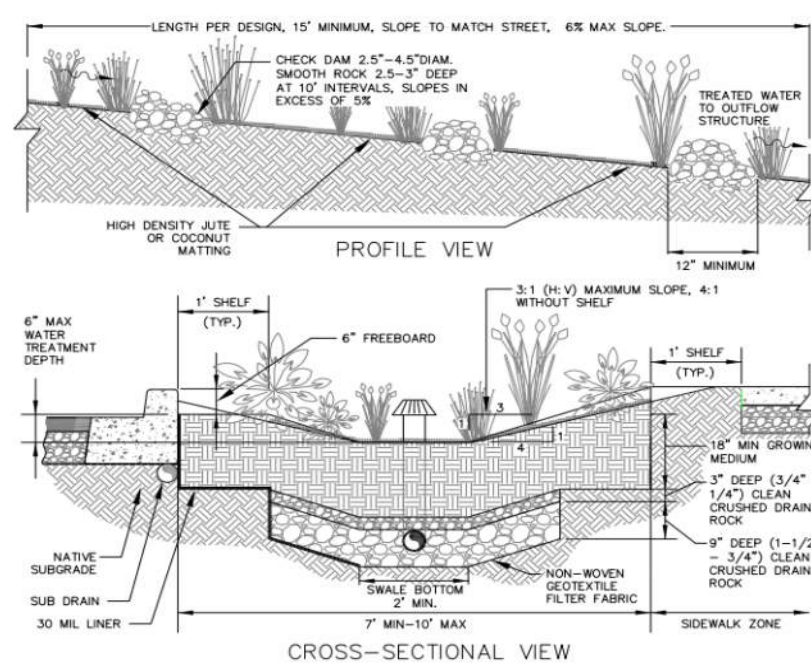 LENGTH PER DESIGN, 15' MINIMUM, SLOPE TO MATCH STREET, 6% MAX SLOPE.
CHECK DAM 2.5"-4.5"DIAM.
SMOOTH ROCK 2.5-3" DEEP
AT 10' INTERVALS, SLOPES IN
EXCESS OF 5%
TREATED WATER
TO OUTFLOW
STRUCTURE
HIGH DENSITY JUTE
OR COCONUT
MATTING
PROFILE VIEW
12" MINIMUM
3:1 (H:V) MAXIMUM SLOPE, 4:1
WITHOUT SHELF
1' SHELF
(TYP.)
6" MAX
WATER
TREATMENT
DEPTH
6" FREEBOARD
1' SHELF
(TYP.)
3
1
1
4
18" MIN GROWIN
MEDIUM
3" DEEP (3/4"
1/4") CLEAN
CRUSHED DRAIN
ROCK
9" DEEP (1-1/2
- 3/4") CLEAN
CRUSHED DRAIN
ROCK
NATIVE
SUBGRADE
SUB DRAIN
30 MIL LINER
SWALE BOTTOM
2' MIN.
NON-WOVEN
GEOTEXTILE
FILTER FABRIC
7' MIN-10' MAX
SIDEWALK ZONE
CROSS-SECTIONAL VIEW